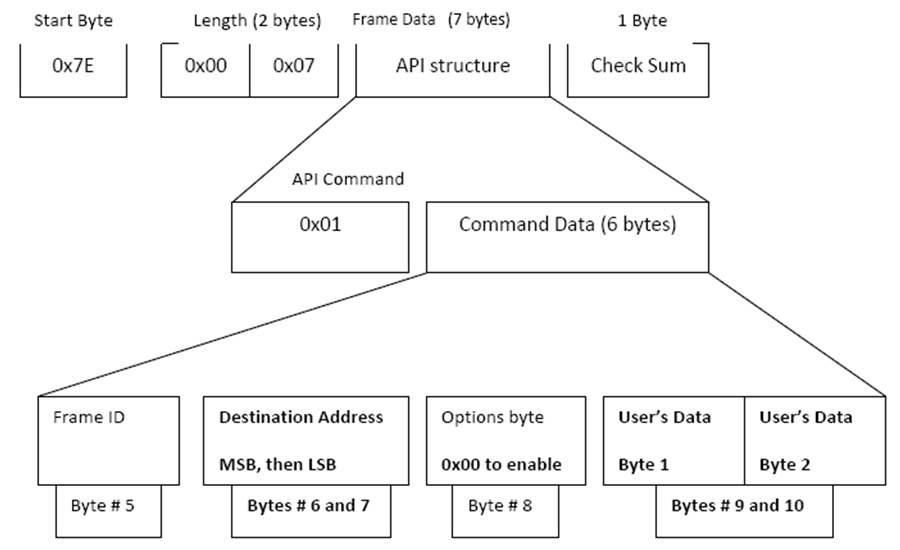 Start Byte
Length (2 bytes)
Frame Data (7 bytes)
1 Byte
0x7E
0x00
0x07
API structure
Check Sum
API Command
0x01
Command Data (6 bytes)
Frame ID
Destination Address
MSB, then LSB
Options byte
0x00 to enable
User's Data
Byte 1
User's Data
Byte 2
Byte # 5
Bytes # 6 and 7
Byte # 8
Bytes # 9 and 10